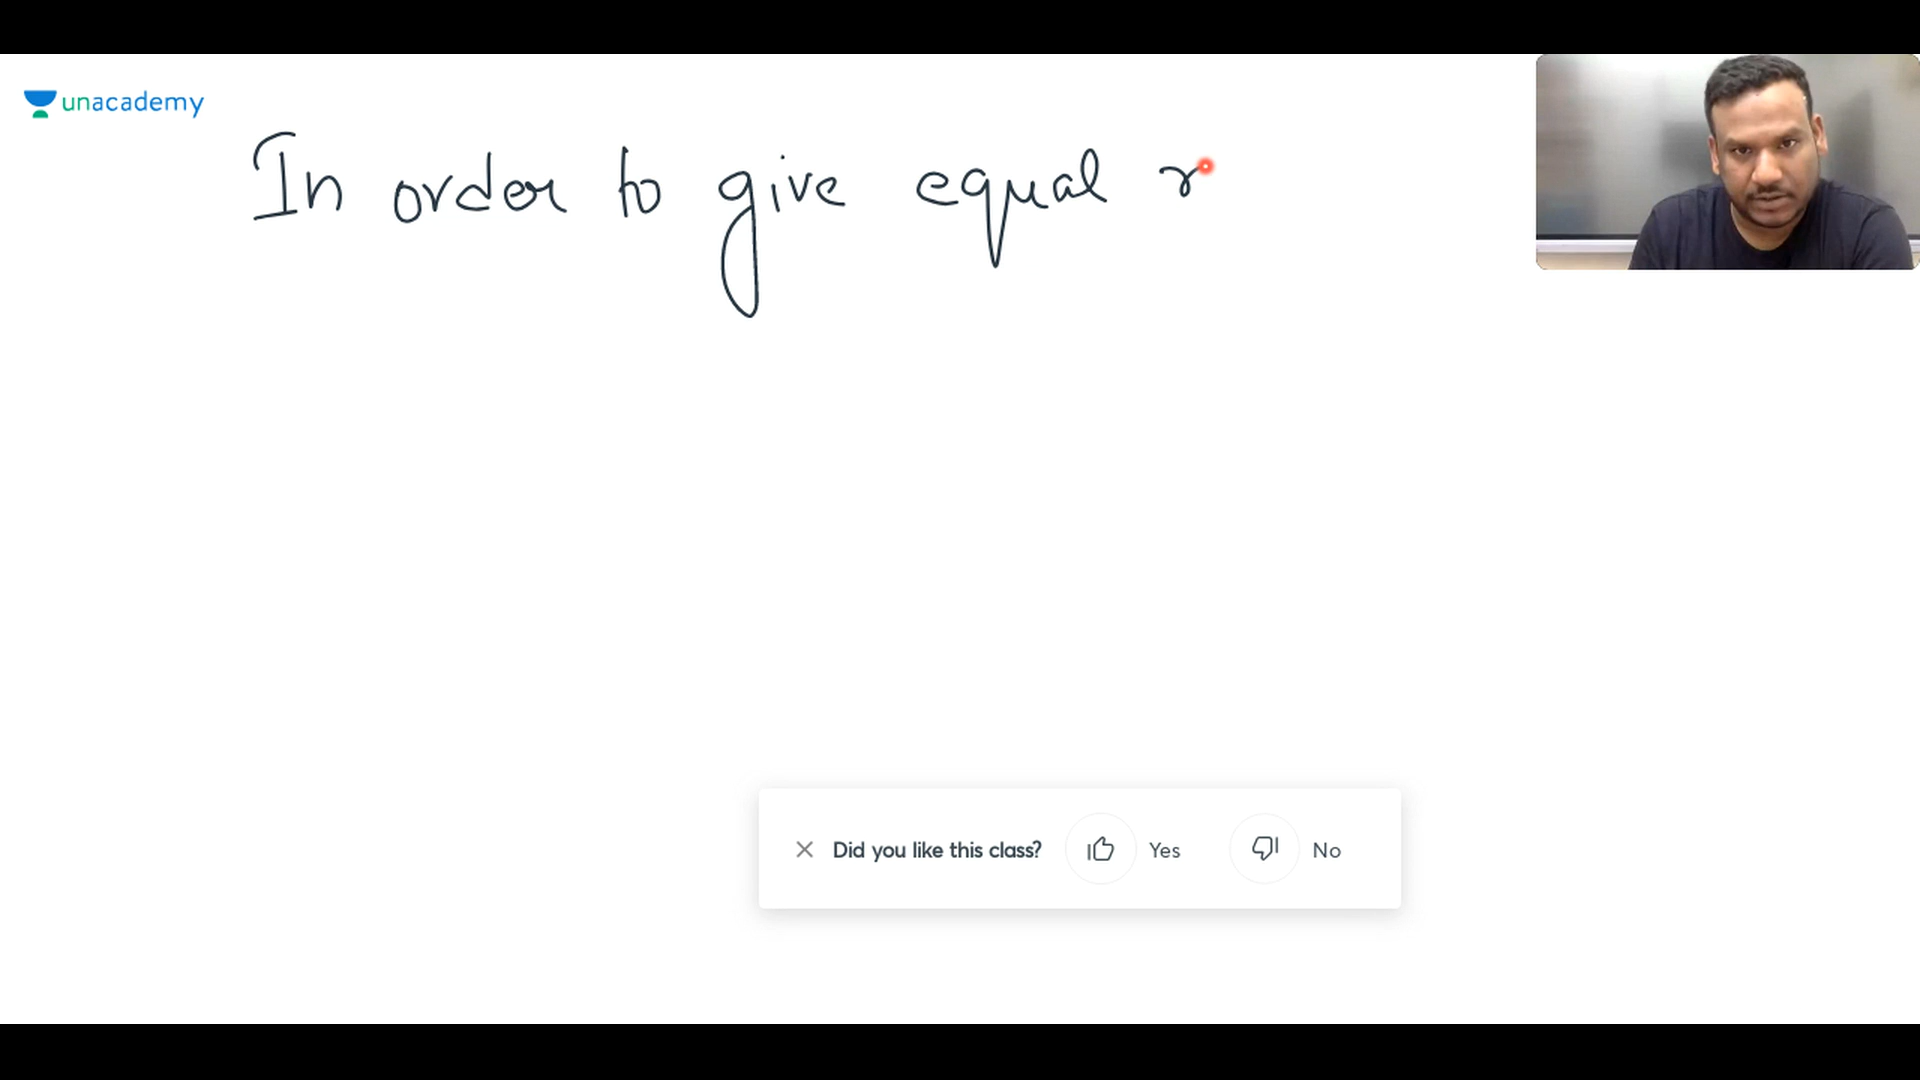 unacademy
In order to give equal r
Did you like this class? Yes No